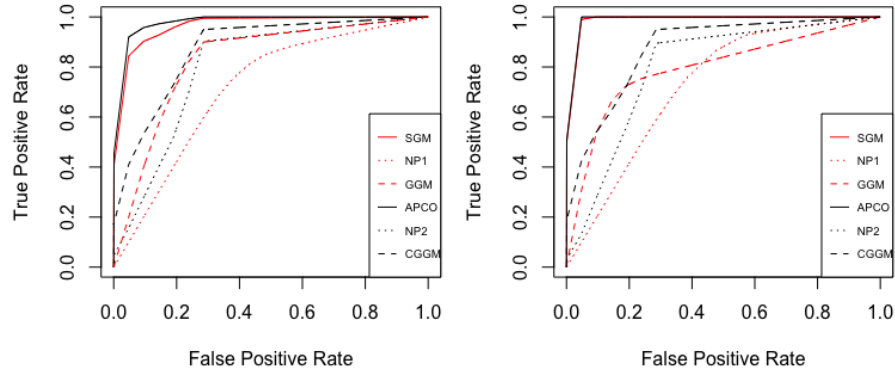 True Positive Rate
0.0 0.2 0.4 0.6 0.8 1.0
SGM
NP1
GGM
APCO
NP2
CGGM
0.0 0.2 0.4 0.6 0.8 1.0
False Positive Rate
True Positive Rate
0.0 0.2 0.4 0.6 0.8 1.0
SGM
NP1
GGM
APCO
NP2
CGGM
0.0 0.2 0.4 0.6 0.8 1.0
False Positive Rate